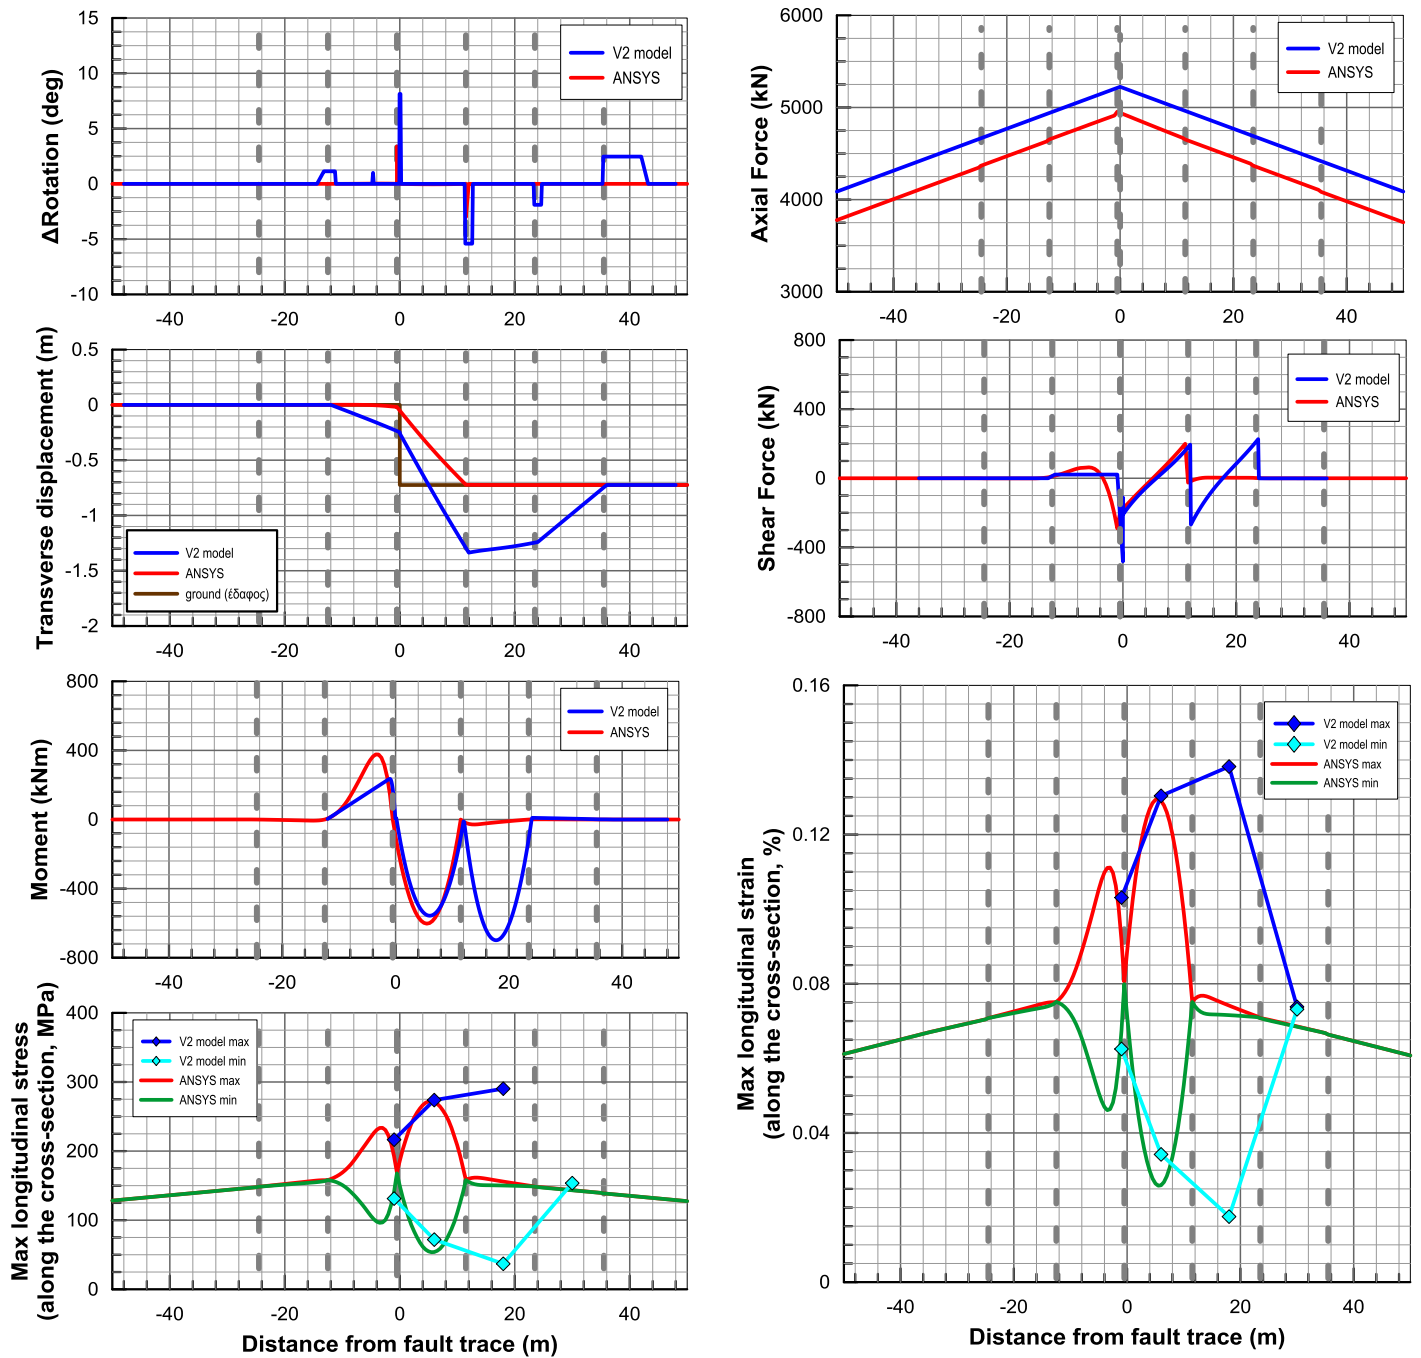 ΔRotation (deg)
15
10
5
0
-5
-10
V2 model
ANSYS
-40 -20 0 20 40
Transverse displacement (m)
0.5
0
-0.5
-1
-1.5
-2
V2 model
ANSYS
ground (έδαφος)
-40 -20 0 20 40
Moment (kNm)
800
400
0
-400
-800
V2 model
ANSYS
-40 -20 0 20 40
Max longitudinal stress
(along the cross-section, MPa)
400
300
200
100
0
V2 model max
V2 model min
ANSYS max
ANSYS min
-40 -20 0 20 40
Distance from fault trace (m)
Axial Force (kN)
6000
5000
4000
3000
V2 model
ANSYS
-40 -20 0 20 40
Shear Force (kN)
800
400
0
-400
-800
V2 model
ANSYS
-40 -20 0 20 40
Max longitudinal strain
(along the cross-section, %)
0.16
0.12
0.08
0.04
0
V2 model max
V2 model min
ANSYS max
ANSYS min
-40 -20 0 20 40
Distance from fault trace (m)